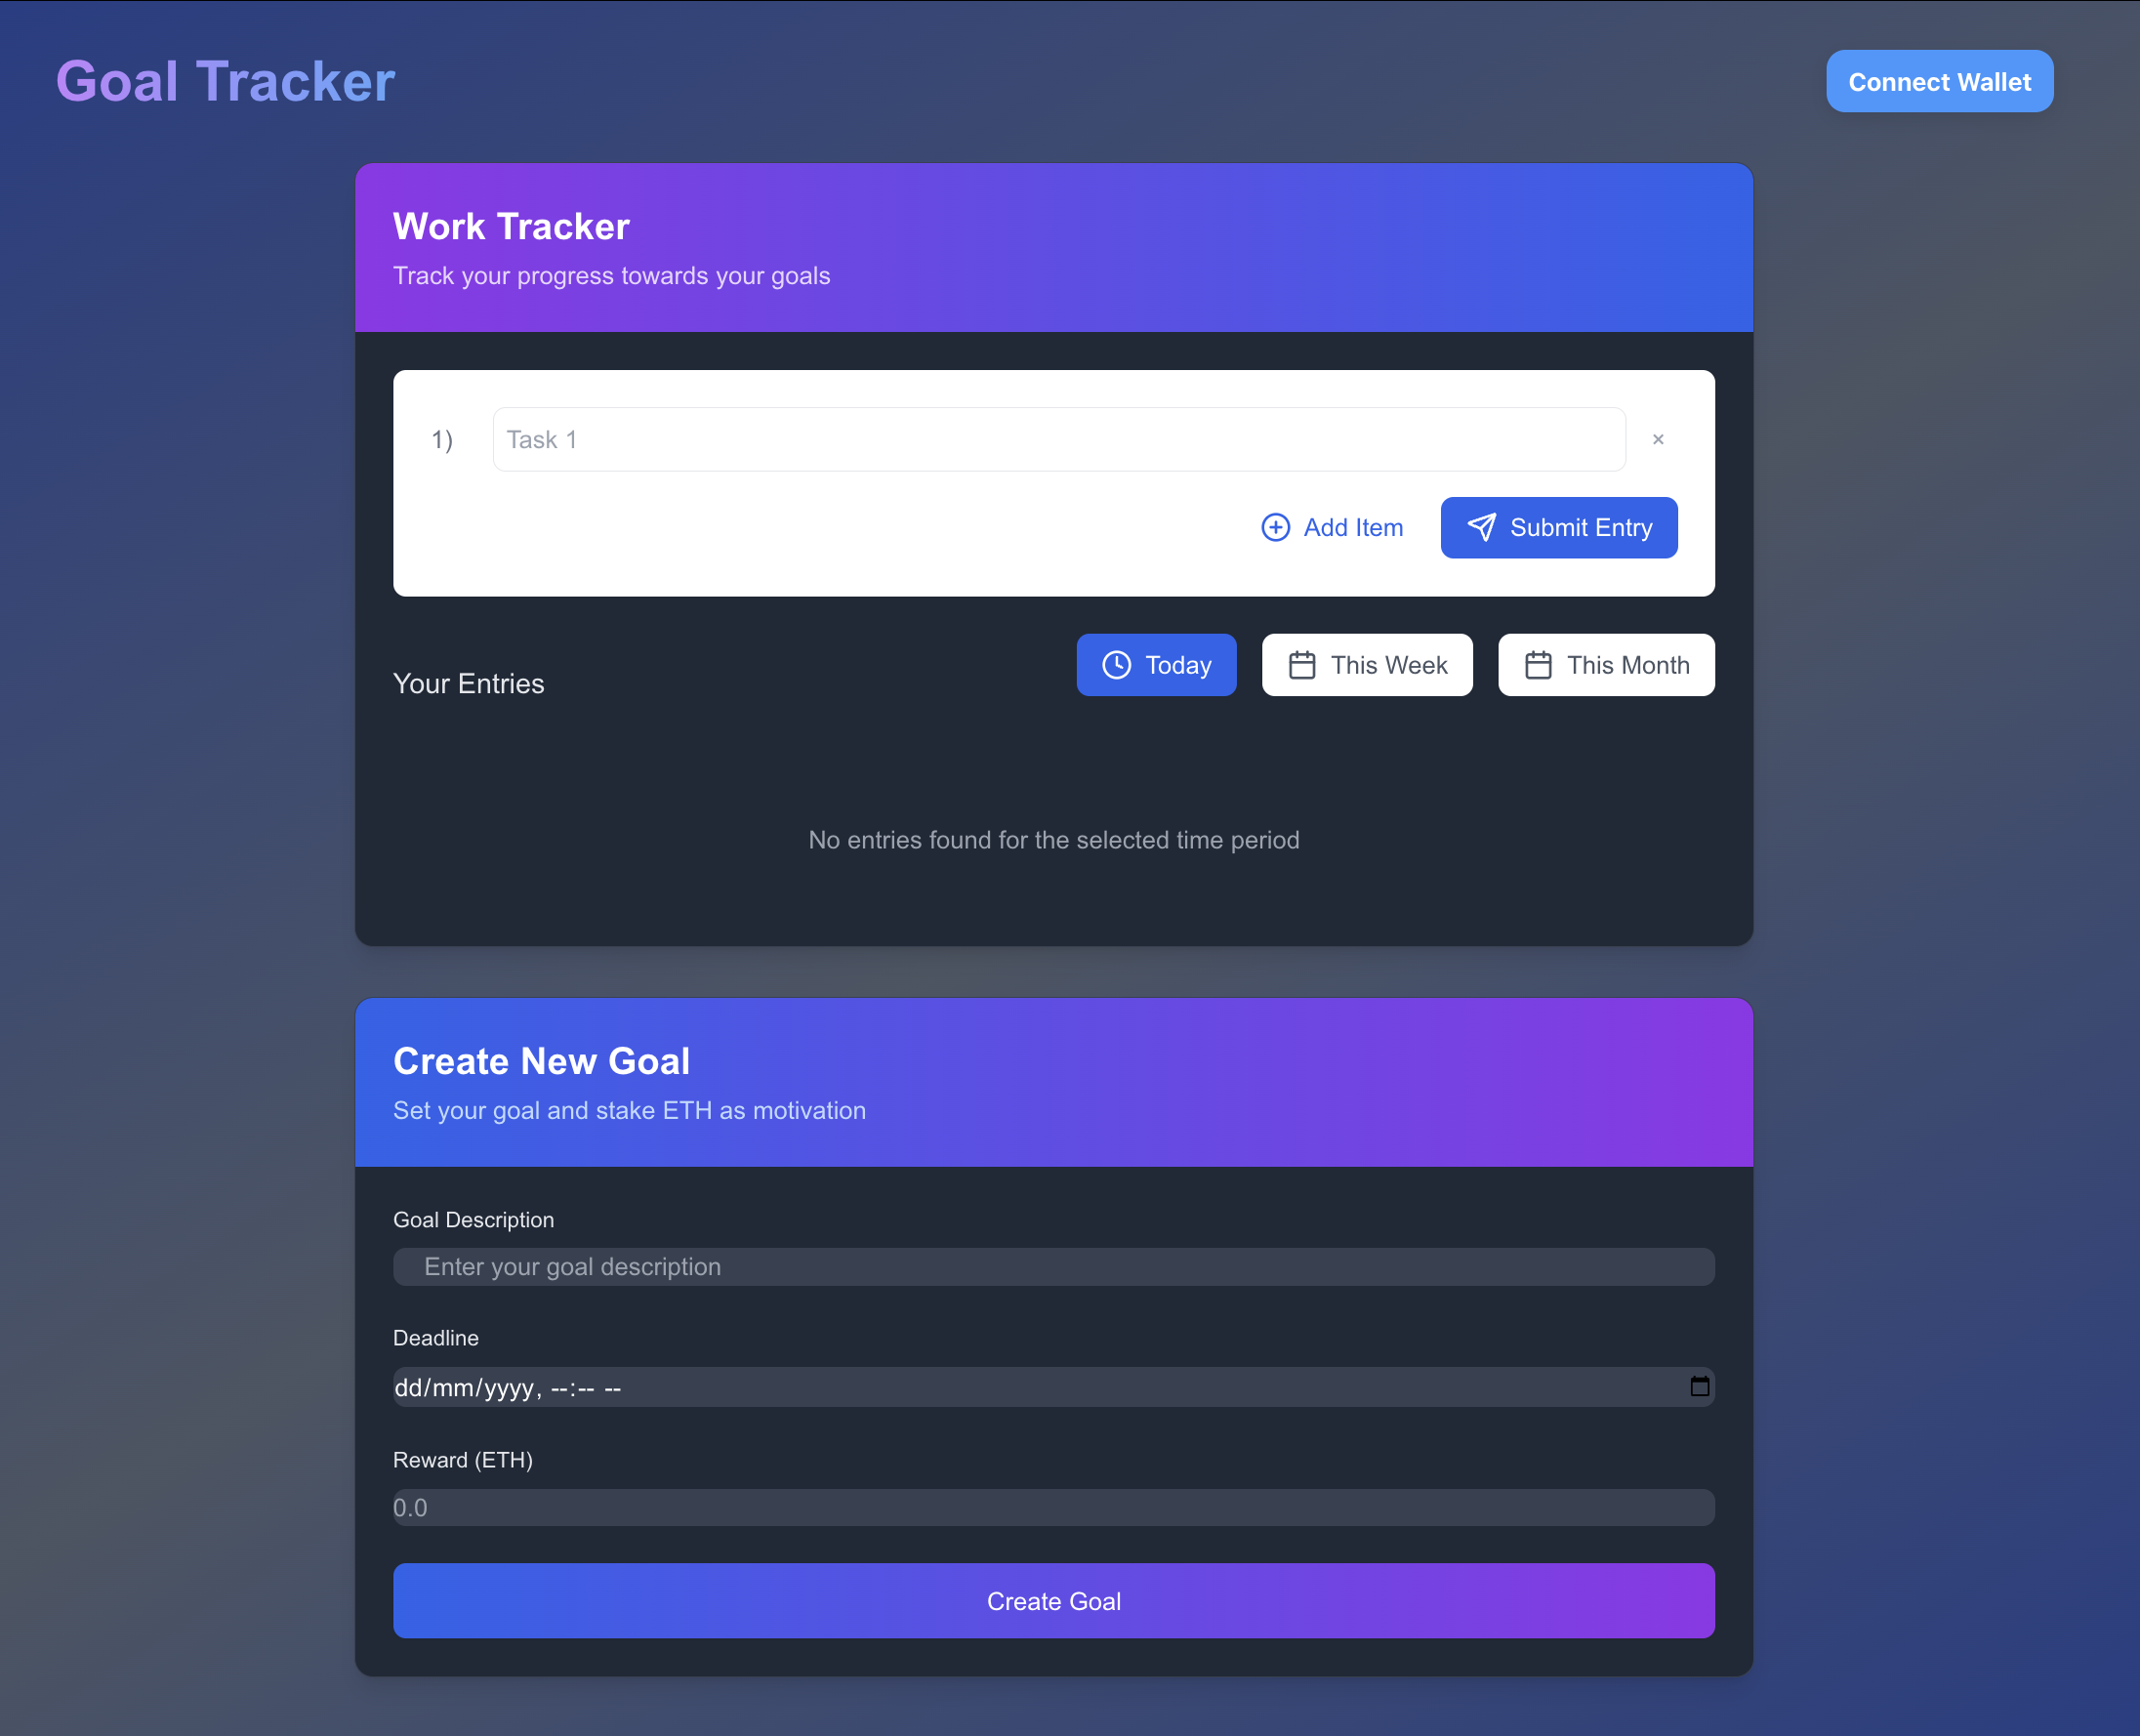 Goal Tracker
Connect Wallet
Work Tracker
Track your progress towards your goals
1)
Task 1
×
Add Item
Submit Entry
Your Entries
Today
This Week
This Month
No entries found for the selected time period
Create New Goal
Set your goal and stake ETH as motivation
Goal Description
Enter your goal description
Deadline
dd/mm/yyyy, --:-- --
Reward (ETH)
0.0
Create Goal